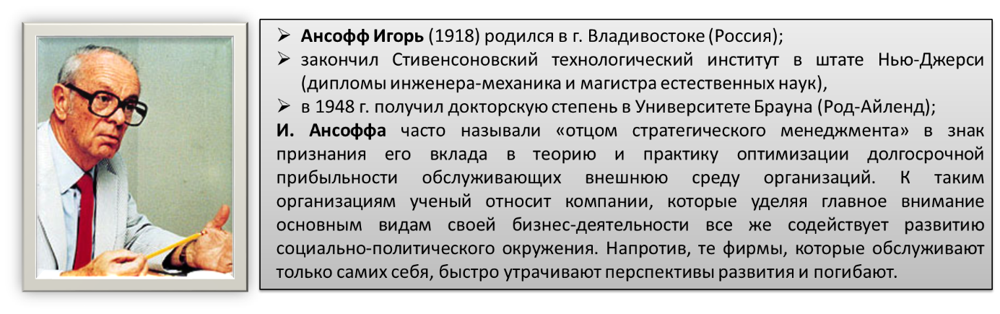 ➢ Ансофф Игорь (1918) родился в г. Владивостоке (Россия);
➢ закончил Стивенсоновский технологический институт в штате Нью-Джерси
(дипломы инженера-механика и магистра естественных наук),
➢ в 1948 г. получил докторскую степень в Университете Брауна (Род-Айленд);
И. Ансоффа часто называли «отцом стратегического менеджмента» в знак
признания его вклада в теорию и практику оптимизации долгосрочной
прибыльности обслуживающих внешнюю среду организаций. К таким
организациям ученый относит компании, которые уделяя главное внимание
основным видам своей бизнес-деятельности все же содействует развитию
социально-политического окружения. Напротив, те фирмы, которые обслуживают
только самих себя, быстро утрачивают перспективы развития и погибают.